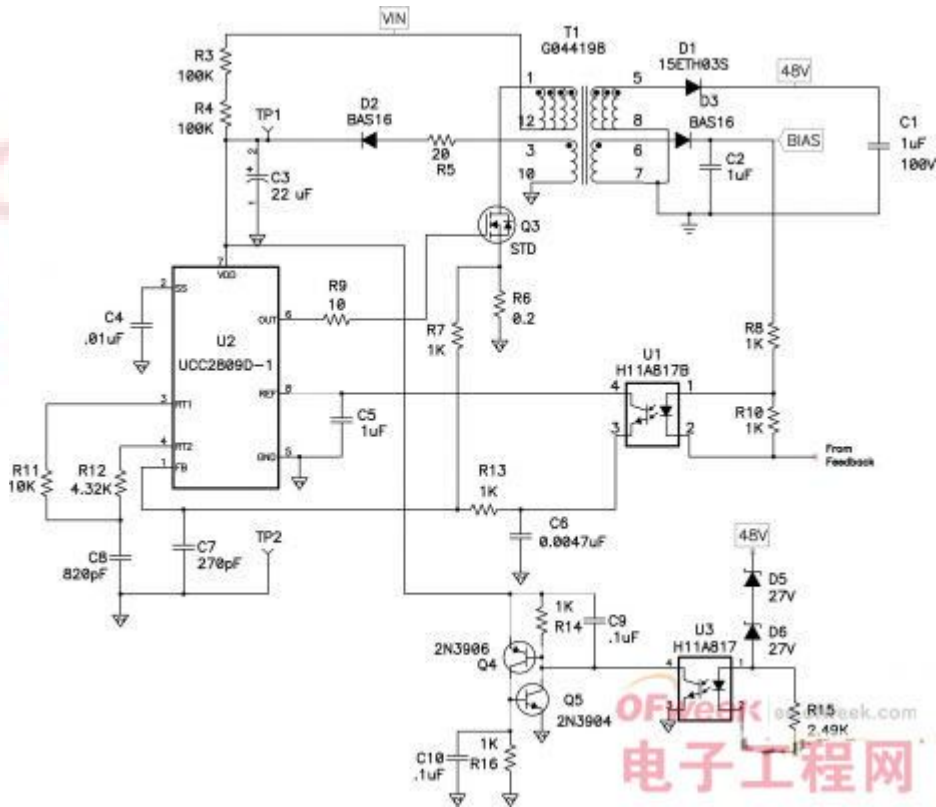 VIN
T1
G044198
R3
100K
R4
100K
TP1
D2
BAS16
20
R5
1
12
3
10
5
8
6
7
D1
15ETH03S
48V
D3
BAS16
BIAS
C1
1uF
100V
C2
1uF
2
+
1
C3
22 uF
Q3
STD
R6
0.2
R7
1K
R8
1K
7
VDD
2
SS
C4
.01uF
U2
UCC2809D-1
OUT
6
R9
10
REF
8
C5
1uF
GND
5
3
RT1
4
RT2
1
FB
R11
10K
R12
4.32K
C8
820pF
C7
270pF
TP2
R13
1K
C6
0.0047uF
U1
H11A817B
4
3
1
2
R10
1K
From
Feedback
48V
D5
27V
D6
27V
1K
R14
C9
.1uF
2N3906
Q4
Q5
2N3904
C10
.1uF
1K
R16
U3
H11A817
4
1
3
R15
2.49K
OFweek
电子工程网